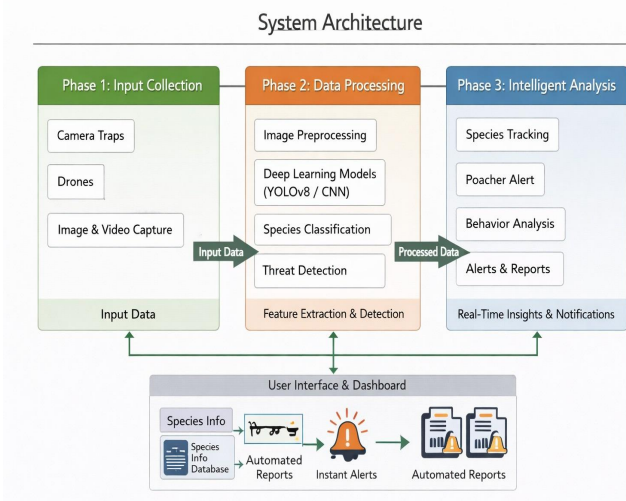 System Architecture
Phase 1: Input Collection
Camera Traps
Drones
Image & Video Capture
Input Data
Input Data
Phase 2: Data Processing
Image Preprocessing
Deep Learning Models
(YOLOv8 / CNN)
Species Classification
Threat Detection
Feature Extraction & Detection
Processed Data
Phase 3: Intelligent Analysis
Species Tracking
Poacher Alert
Behavior Analysis
Alerts & Reports
Real-Time Insights & Notifications
User Interface & Dashboard
Species Info
Species
Info
Database
Automated
Reports
Instant Alerts
Automated Reports